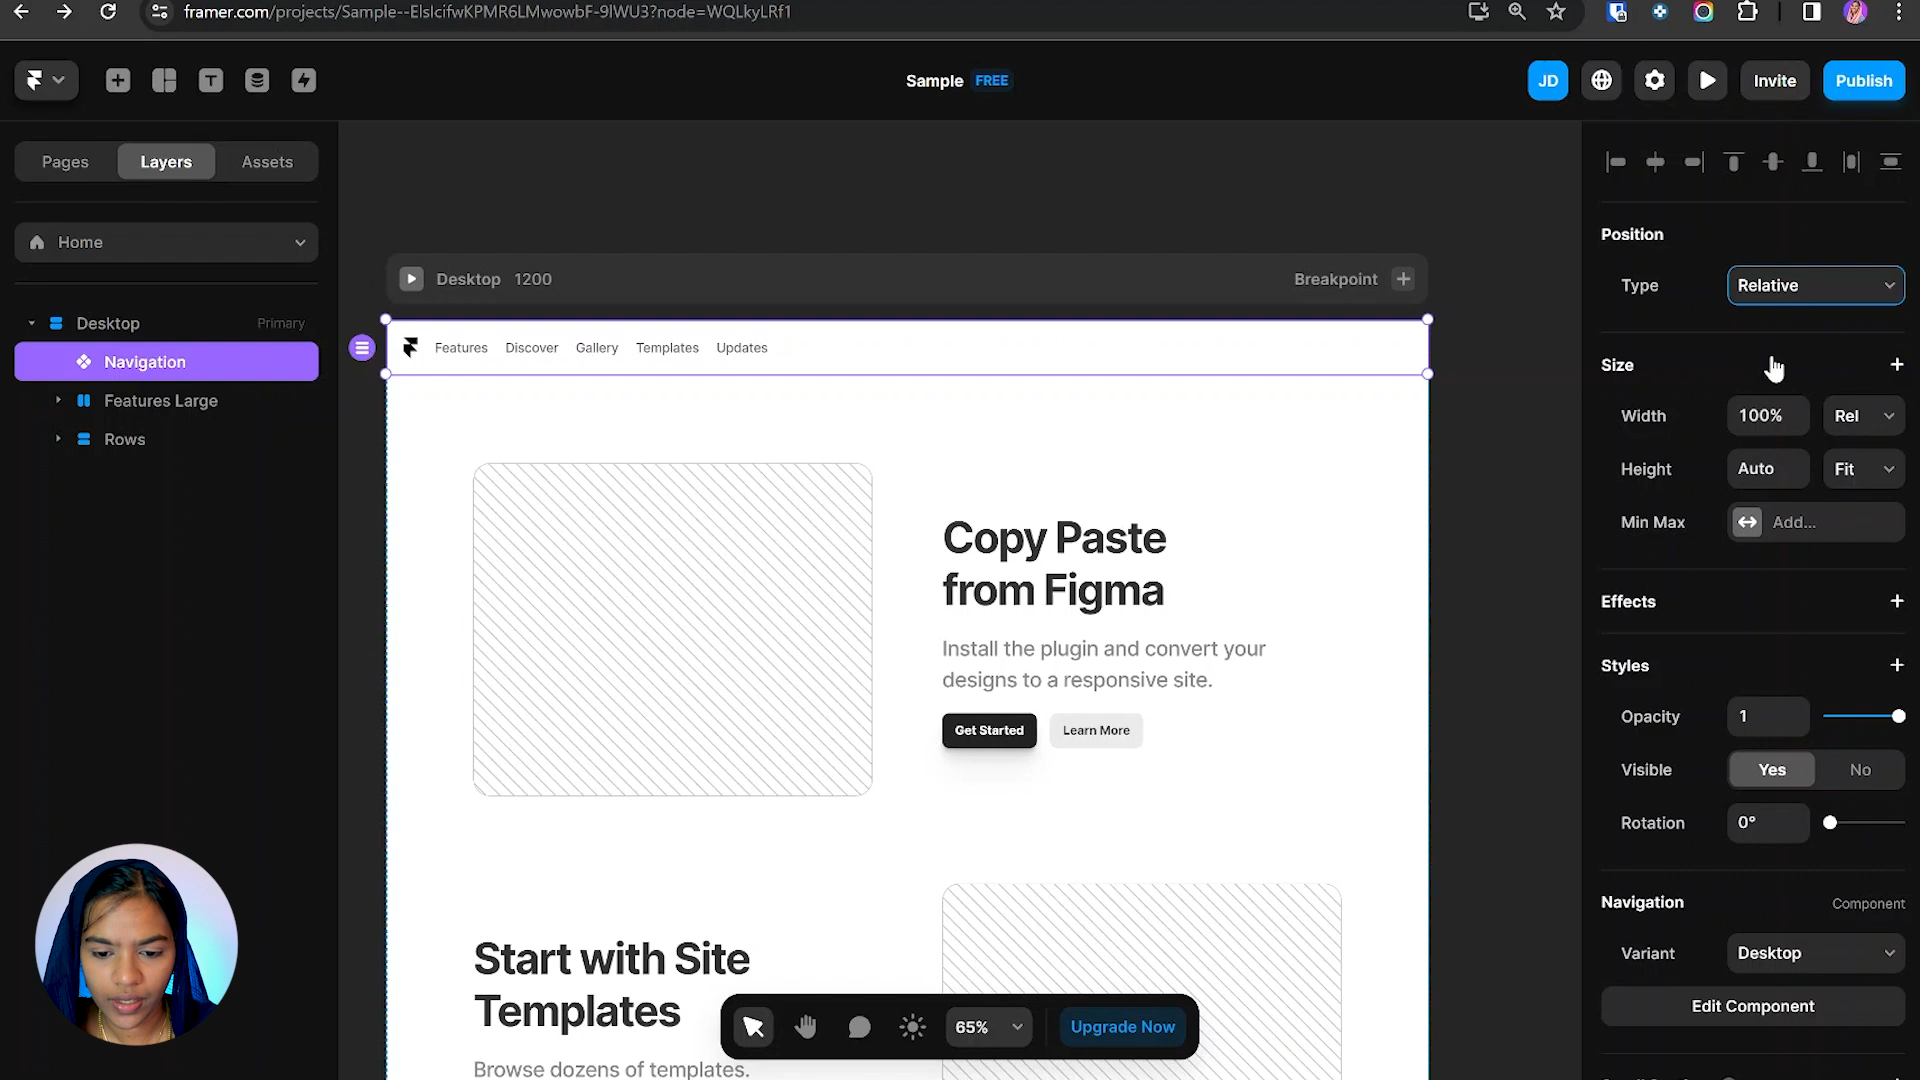 framer.com/projects/Sample--ElsIcifwKPMR6LMwowbF-9lWU3?node=WQLkyLRf1
Sample FREE
JD
Invite
Publish
Pages
Layers
Assets
Home
Desktop
Primary
Navigation
Features Large
Rows
Desktop 1200
Breakpoint
Features
Discover
Gallery
Templates
Updates
Copy Paste
from Figma
Install the plugin and convert your
designs to a responsive site.
Get Started
Learn More
Start with Site
Templates
Browse dozens of templates.
65%
Upgrade Now
Position
Type
Relative
Size
Width
100%
Rel
Height
Auto
Fit
Min Max
Add...
Effects
Styles
Opacity
1
Visible
Yes
No
Rotation
0°
Navigation
Component
Variant
Desktop
Edit Component